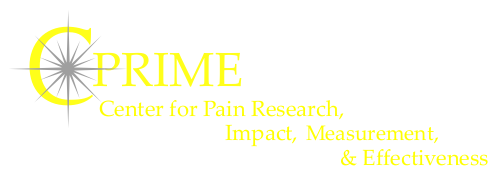 CPRIME
Center for Pain Research,
Impact, Measurement,
& Effectiveness